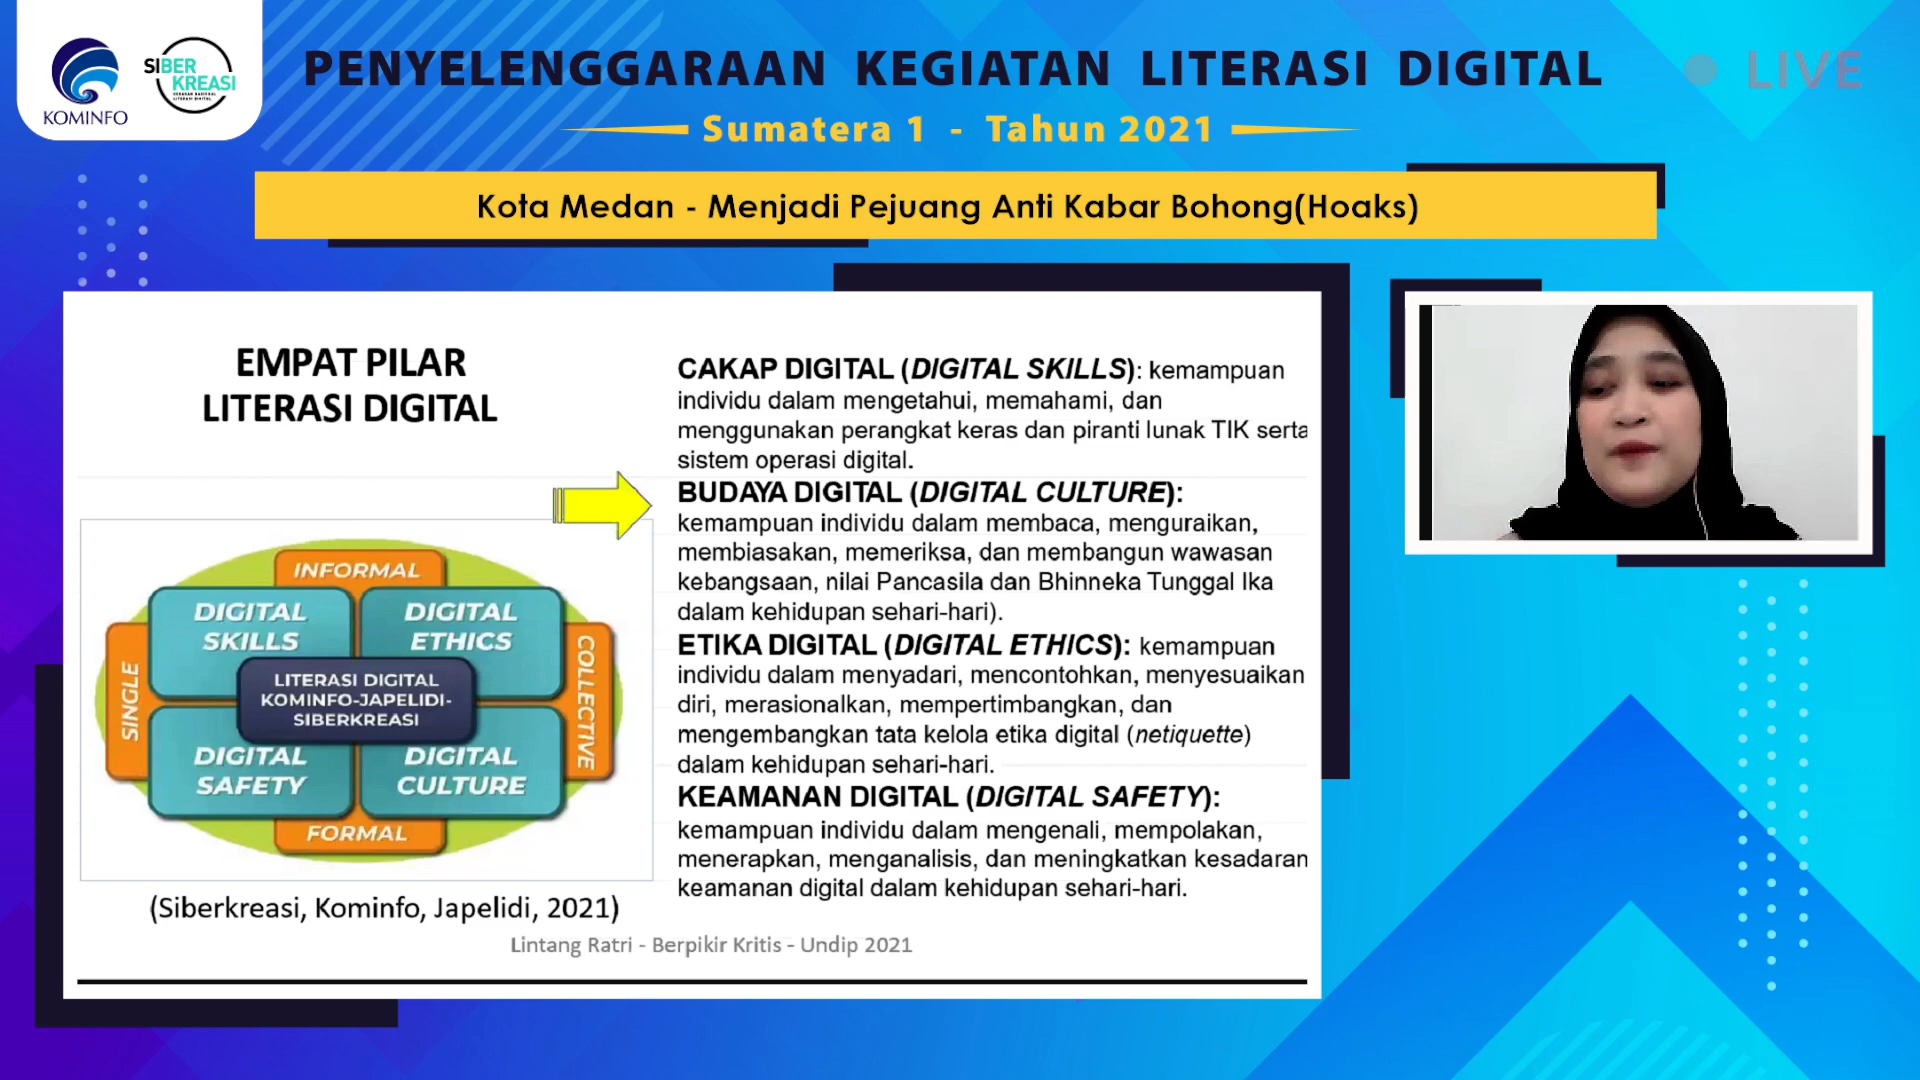 KOMINFO
SIBER
KREASI
PENYELENGGARAAN KEGIATAN LITERASI DIGITAL
LIVE
Sumatera 1 - Tahun 2021
Kota Medan - Menjadi Pejuang Anti Kabar Bohong(Hoaks)
EMPAT PILAR
LITERASI DIGITAL
INFORMAL
DIGITAL
SKILLS
DIGITAL
ETHICS
SINGLE
LITERASI DIGITAL
KOMINFO-JAPELIDI-
SIBERKREASI
COLLECTIVE
DIGITAL
SAFETY
DIGITAL
CULTURE
FORMAL
(Siberkreasi, Kominfo, Japelidi, 2021)
CAKAP DIGITAL (DIGITAL SKILLS): kemampuan
individu dalam mengetahui, memahami, dan
menggunakan perangkat keras dan piranti lunak TIK serta
sistem operasi digital.
BUDAYA DIGITAL (DIGITAL CULTURE):
kemampuan individu dalam membaca, menguraikan,
membiasakan, memeriksa, dan membangun wawasan
kebangsaan, nilai Pancasila dan Bhinneka Tunggal Ika
dalam kehidupan sehari-hari).
ETIKA DIGITAL (DIGITAL ETHICS): kemampuan
individu dalam menyadari, mencontohkan, menyesuaikan
diri, merasionalkan, mempertimbangkan, dan
mengembangkan tata kelola etika digital (netiquette)
dalam kehidupan sehari-hari.
KEAMANAN DIGITAL (DIGITAL SAFETY):
kemampuan individu dalam mengenali, mempolakan,
menerapkan, menganalisis, dan meningkatkan kesadaran
keamanan digital dalam kehidupan sehari-hari.
Lintang Ratri - Berpikir Kritis - Undip 2021